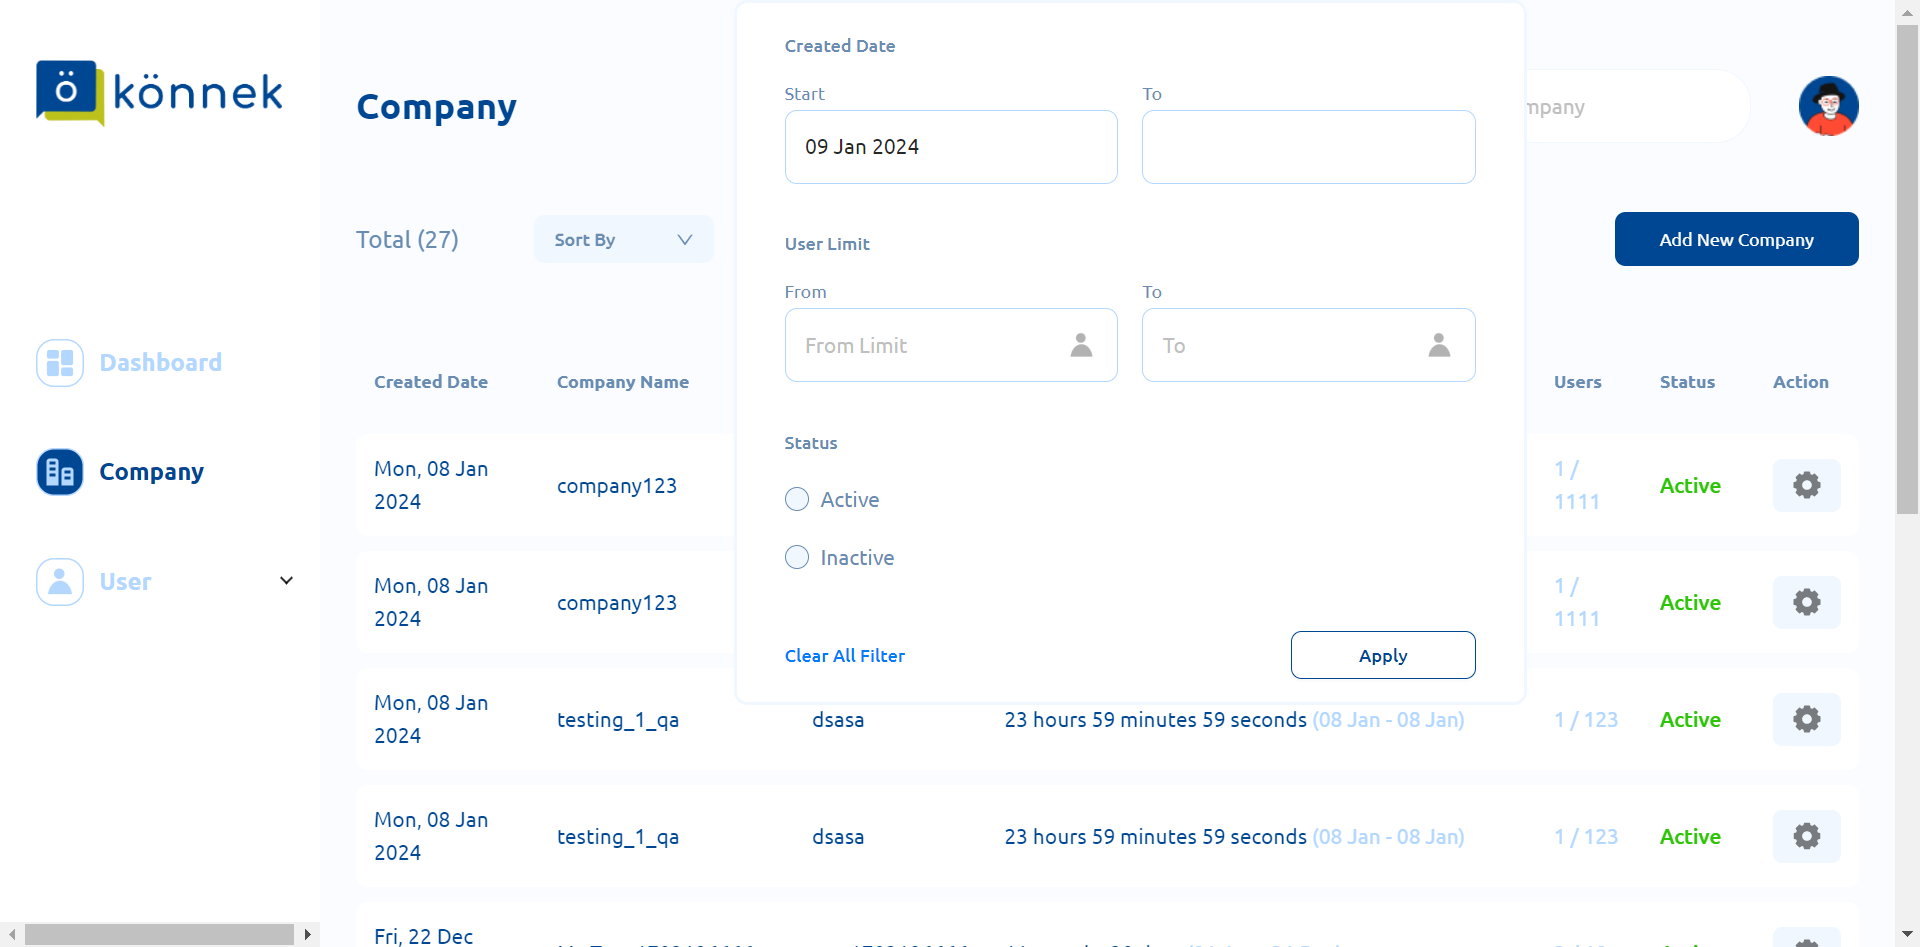 ö könnek
Company
Created Date
Start
To
09 Jan 2024
mpany
Total (27)
Sort By
User Limit
Add New Company
From
To
From Limit
To
Dashboard
Company
User
Created Date
Company Name
Users
Status
Action
Status
Active
Inactive
Clear All Filter
Apply
Mon, 08 Jan
2024
company123
1 /
1111
Active
Mon, 08 Jan
2024
company123
1 /
1111
Active
Mon, 08 Jan
2024
testing_1_qa
dsasa
23 hours 59 minutes 59 seconds (08 Jan - 08 Jan)
1 / 123
Active
Mon, 08 Jan
2024
testing_1_qa
dsasa
23 hours 59 minutes 59 seconds (08 Jan - 08 Jan)
1 / 123
Active
Fri, 22 Dec